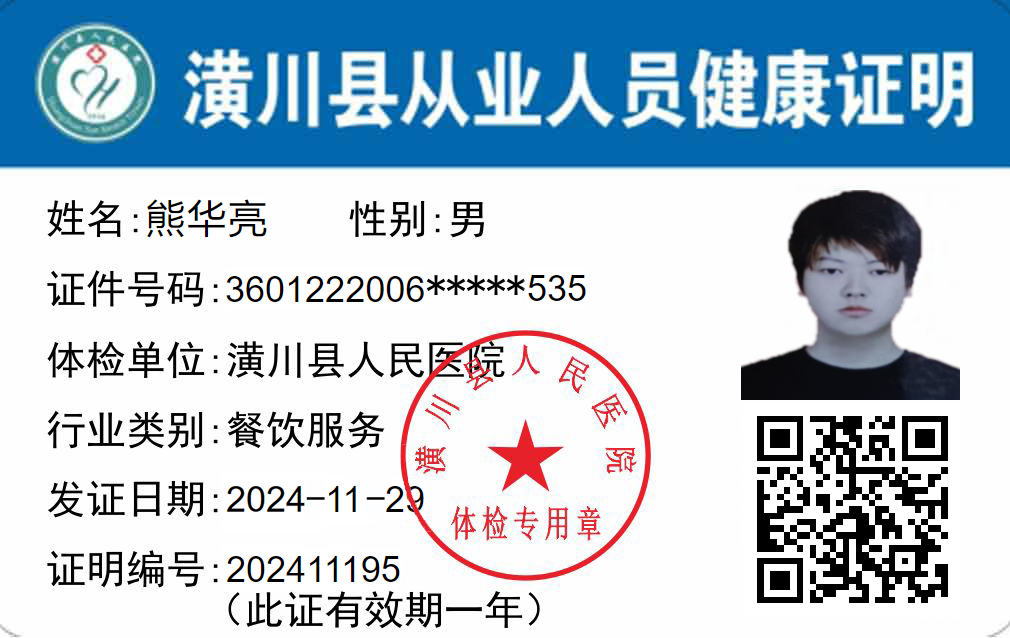 潢川县从业人员健康证明
姓名:熊华亮 性别:男
证件号码:3601222006*****535
体检单位:潢川县人民医院
行业类别:餐饮服务
发证日期:2024-11-29
证明编号:202411195
（此证有效期一年）
潢川县人民医院
体检专用章